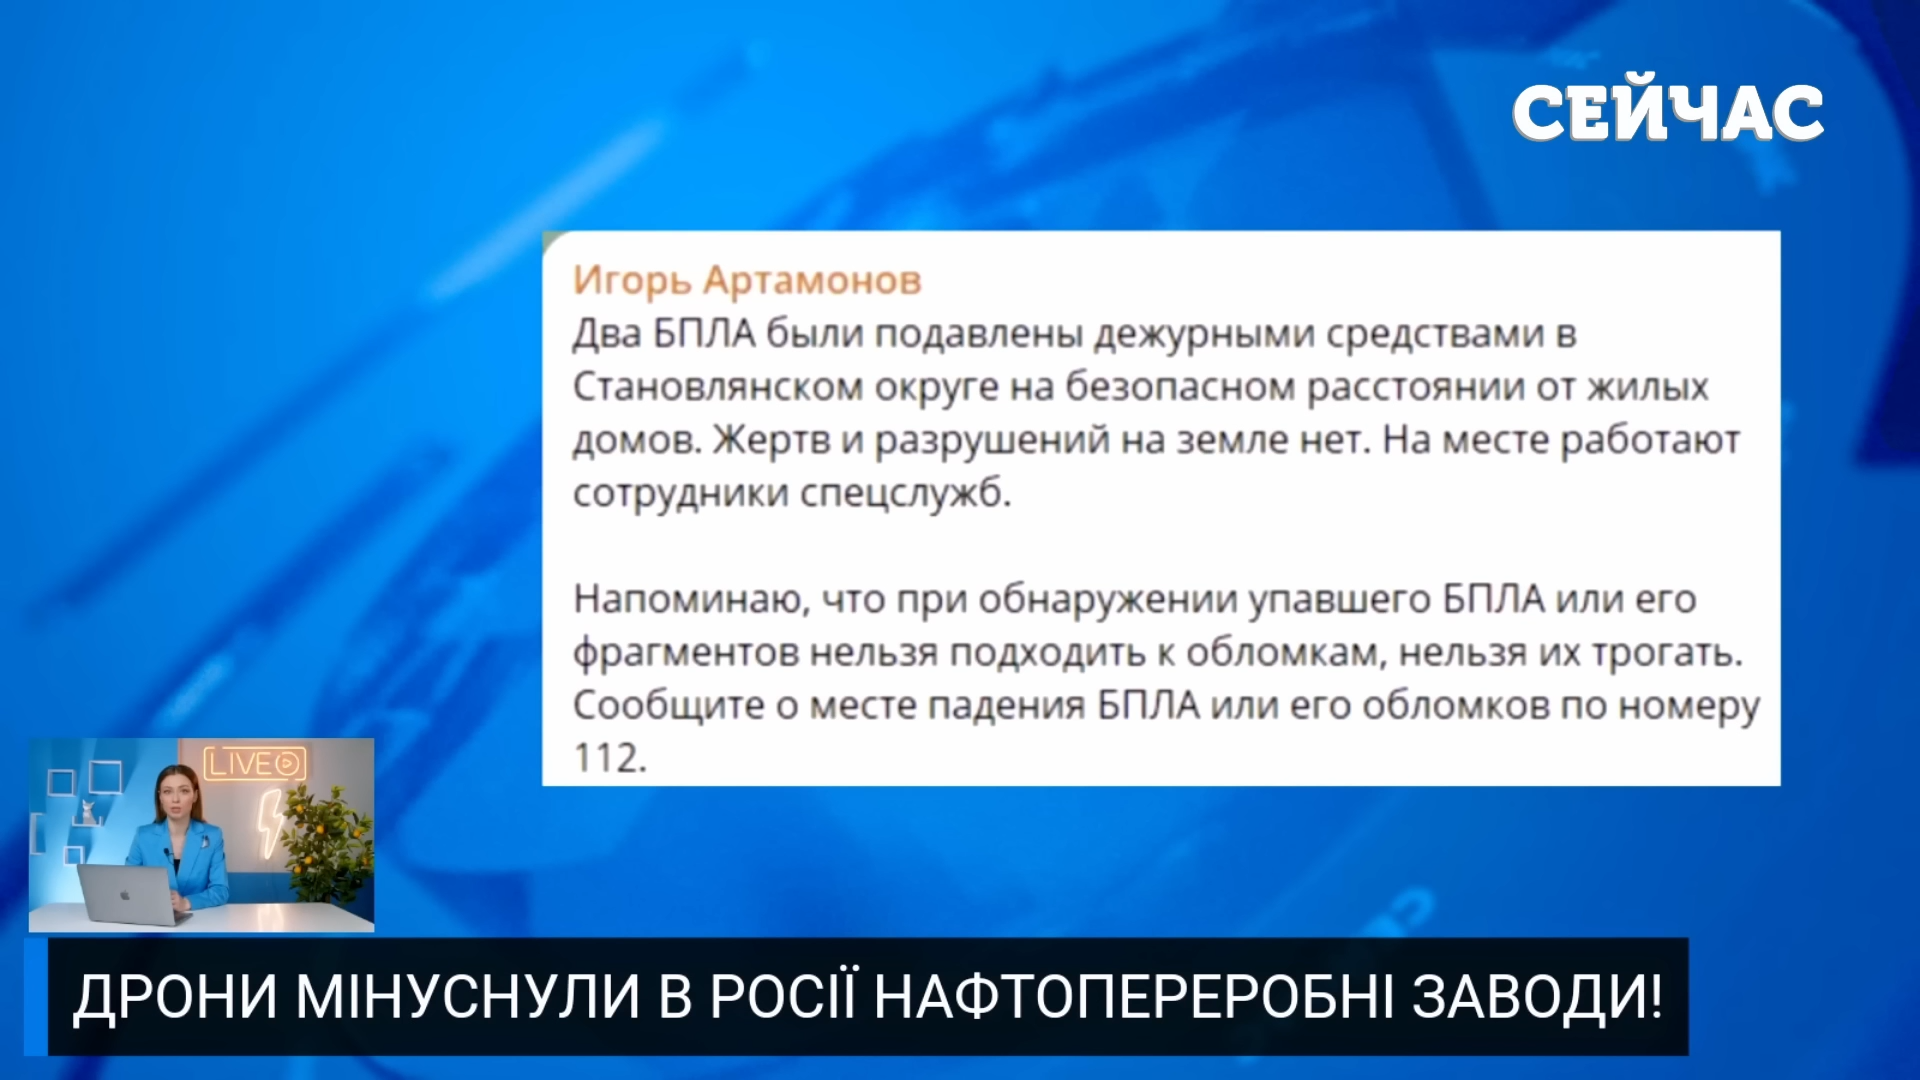 СЕЙЧАС
Игорь Артамонов
Два БПЛА были подавлены дежурными средствами в
Становлянском округе на безопасном расстоянии от жилых
домов. Жертв и разрушений на земле нет. На месте работают
сотрудники спецслужб.
Напоминаю, что при обнаружении упавшего БПЛА или его
фрагментов нельзя подходить к обломкам, нельзя их трогать.
Сообщите о месте падения БПЛА или его обломков по номеру
112.
LIVE
ДРОНИ МІНУСНУЛИ В РОСІЇ НАФТОПЕРЕРОБНІ ЗАВОДИ!